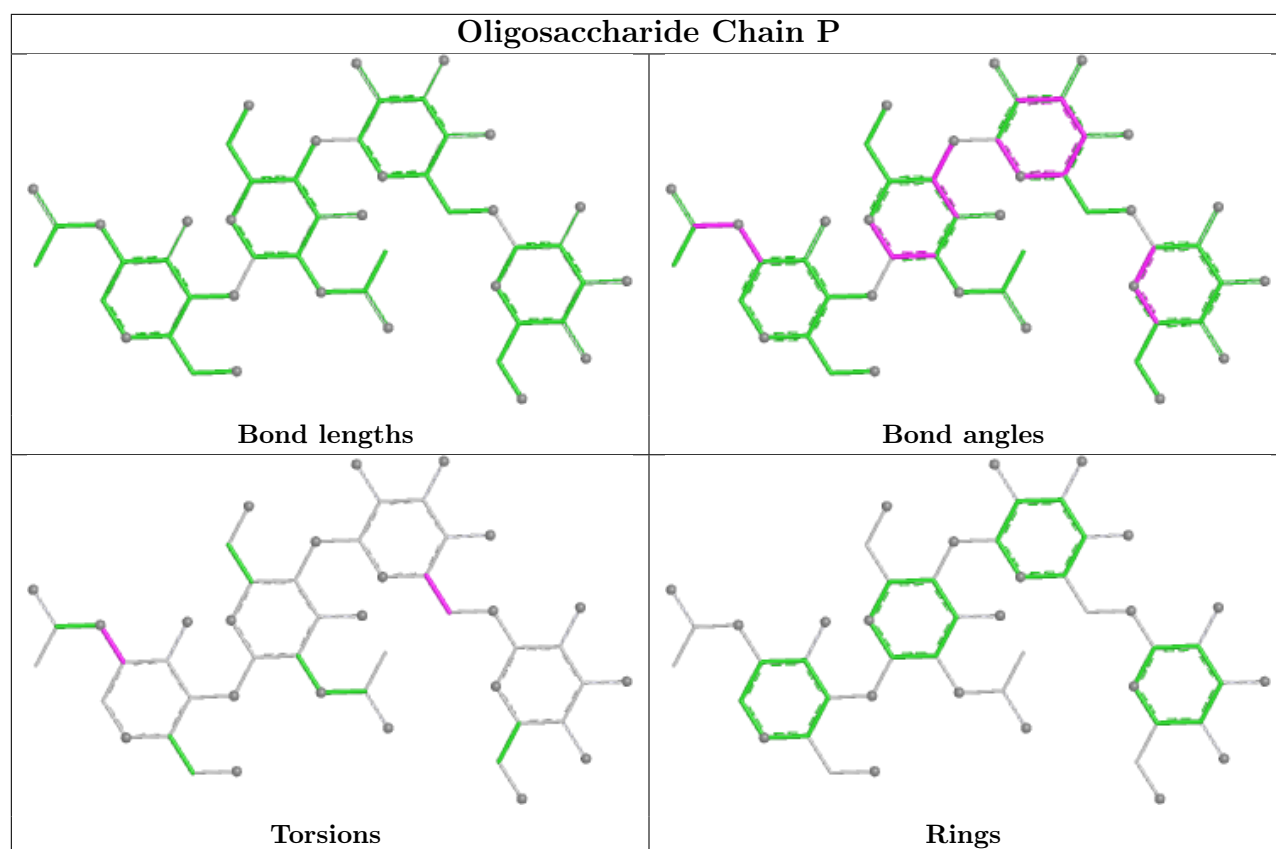 Oligosaccharide Chain P
Bond lengths
Bond angles
Torsions
Rings